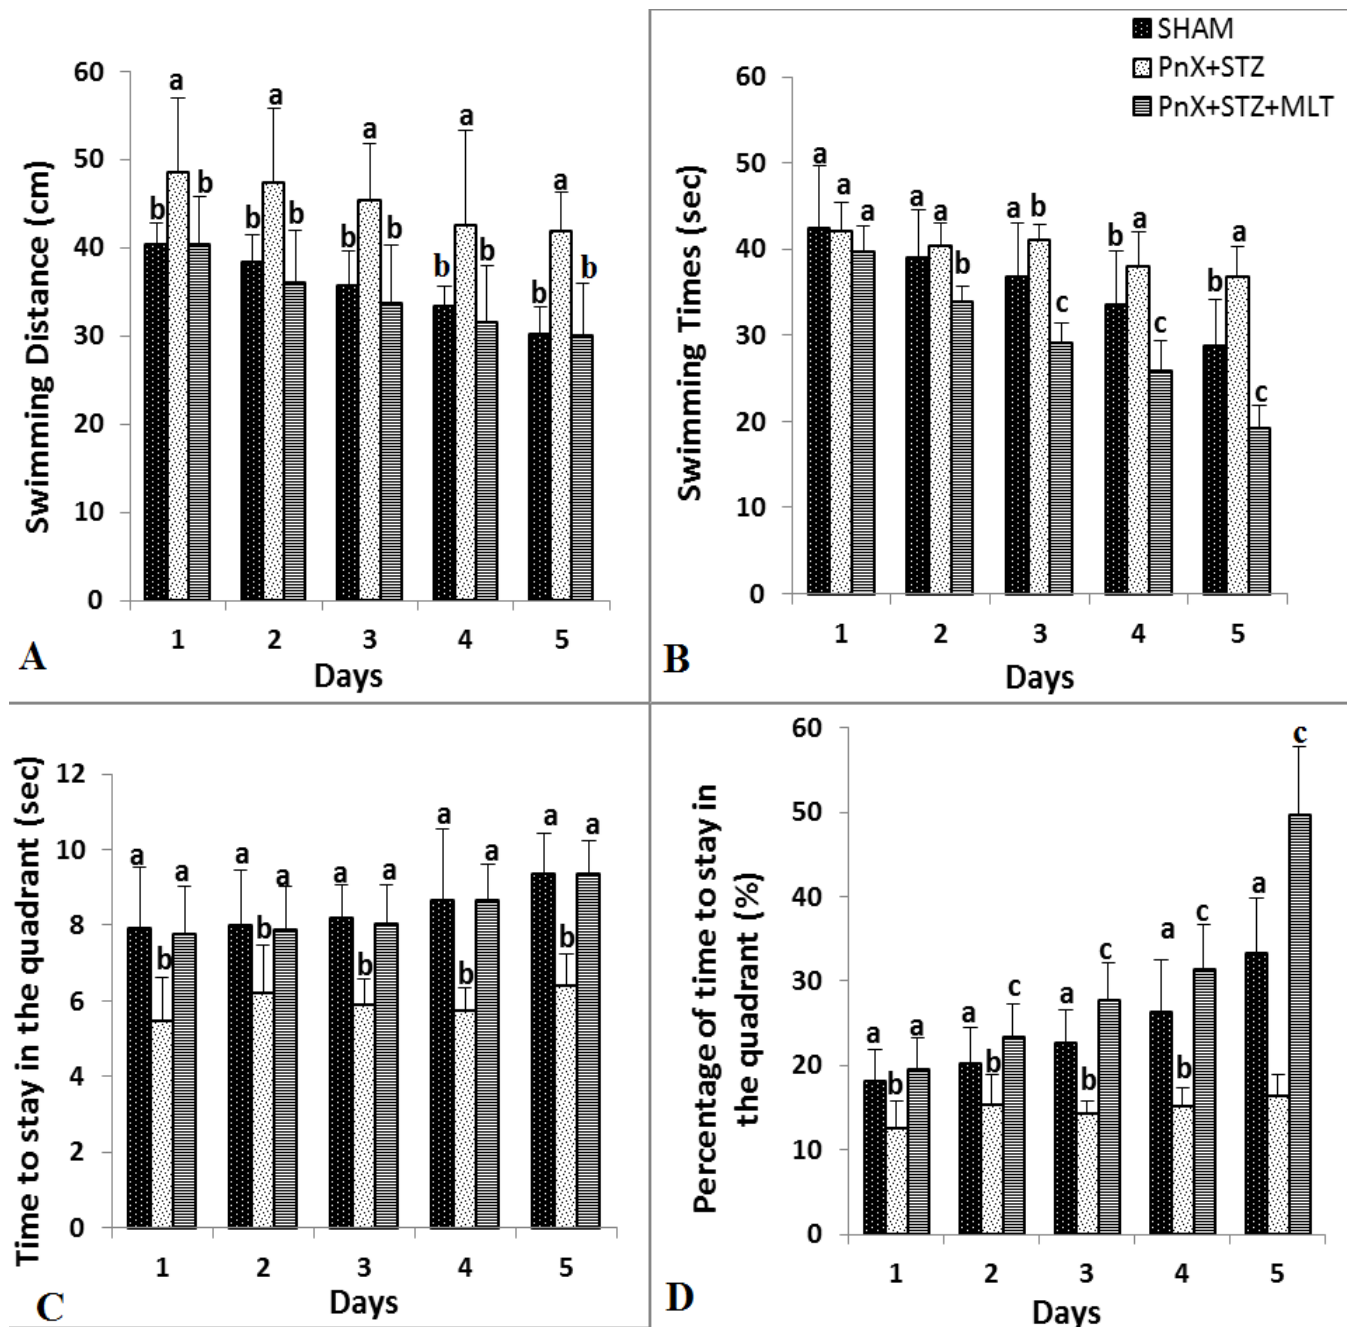 60
50
40
30
20
10
0
Swimming Distance (cm)
b a b
b a b
b a b
b a b
b a b
1 2 3 4 5
Days
A
SHAM
PnX+STZ
PnX+STZ+MLT
60
50
40
30
20
10
0
Swimming Times (sec)
a a a
a a b
a b c
b a c
b a c
1 2 3 4 5
Days
B
12
10
8
6
4
2
0
Time to stay in the quadrant (sec)
a b a
a b a
a b a
a b a
a b a
1 2 3 4 5
Days
C
60
50
40
30
20
10
0
Percentage of time to stay in
the quadrant (%)
a b a
a b c
a b c
a b c
a c
1 2 3 4 5
Days
D